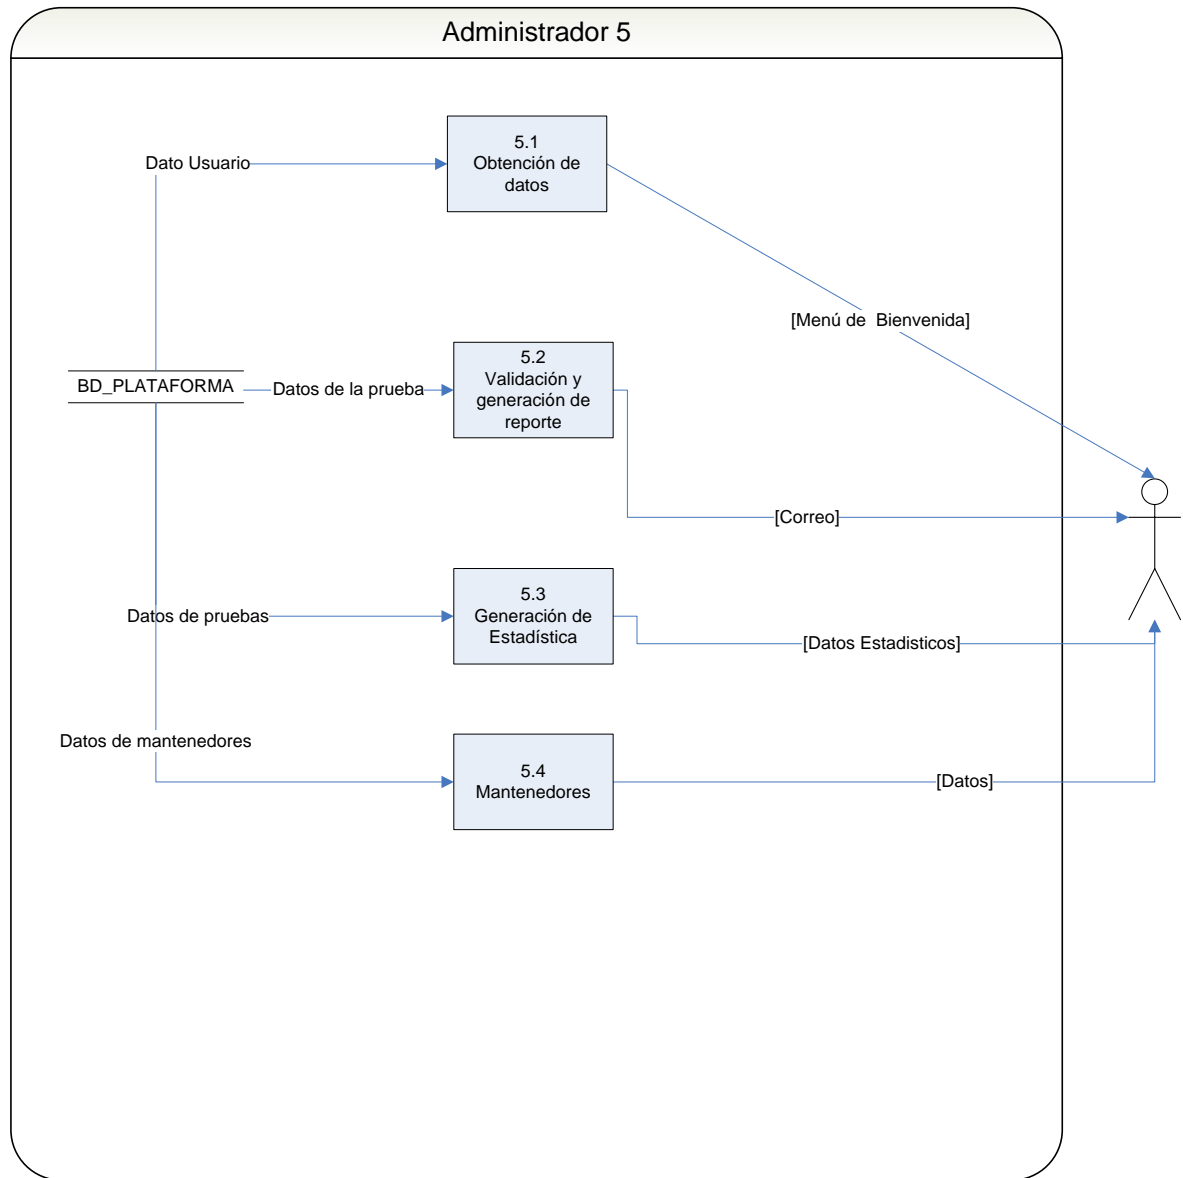 Administrador 5
5.1
Obtención de
datos
Dato Usuario
[Menú de  Bienvenida]
5.2
Validación y
generación de
reporte
BD_PLATAFORMA
Datos de la prueba
[Correo]
5.3
Generación de
Estadística
Datos de pruebas
[Datos Estadisticos]
Datos de mantenedores
5.4
Mantenedores
[Datos]